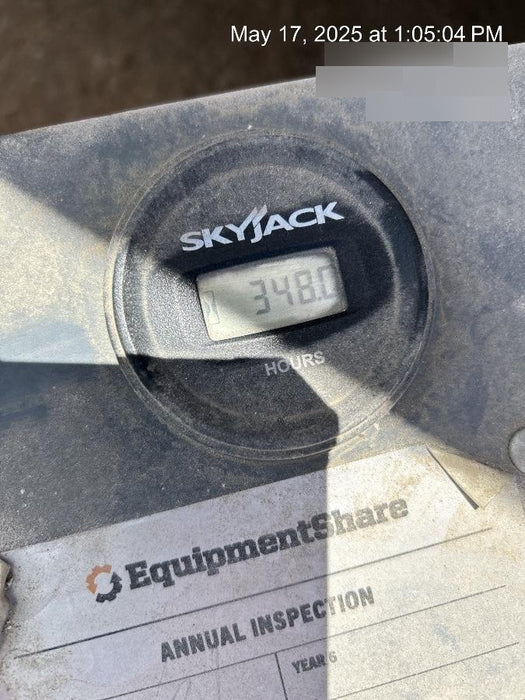 May 17, 2025 at 1:05:04 PM
SKYJACK
348.0
HOURS
EquipmentShare
ANNUAL INSPECTION
YEAR 6